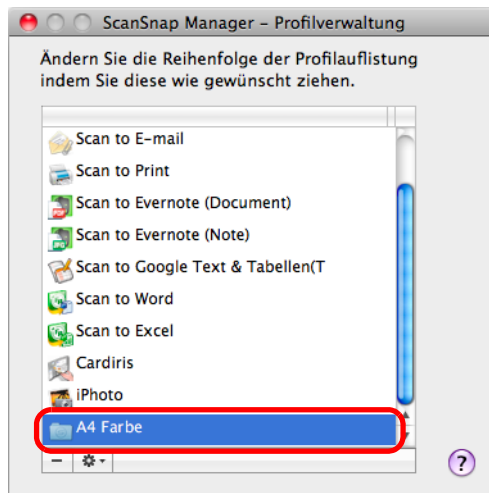 ScanSnap Manager – Profilverwaltung
Ändern Sie die Reihenfolge der Profilauflistung
indem Sie diese wie gewünscht ziehen.
Scan to E-mail
Scan to Print
Scan to Evernote (Document)
Scan to Evernote (Note)
Scan to Google Text & Tabellen(T
Scan to Word
Scan to Excel
Cardiris
iPhoto
A4 Farbe